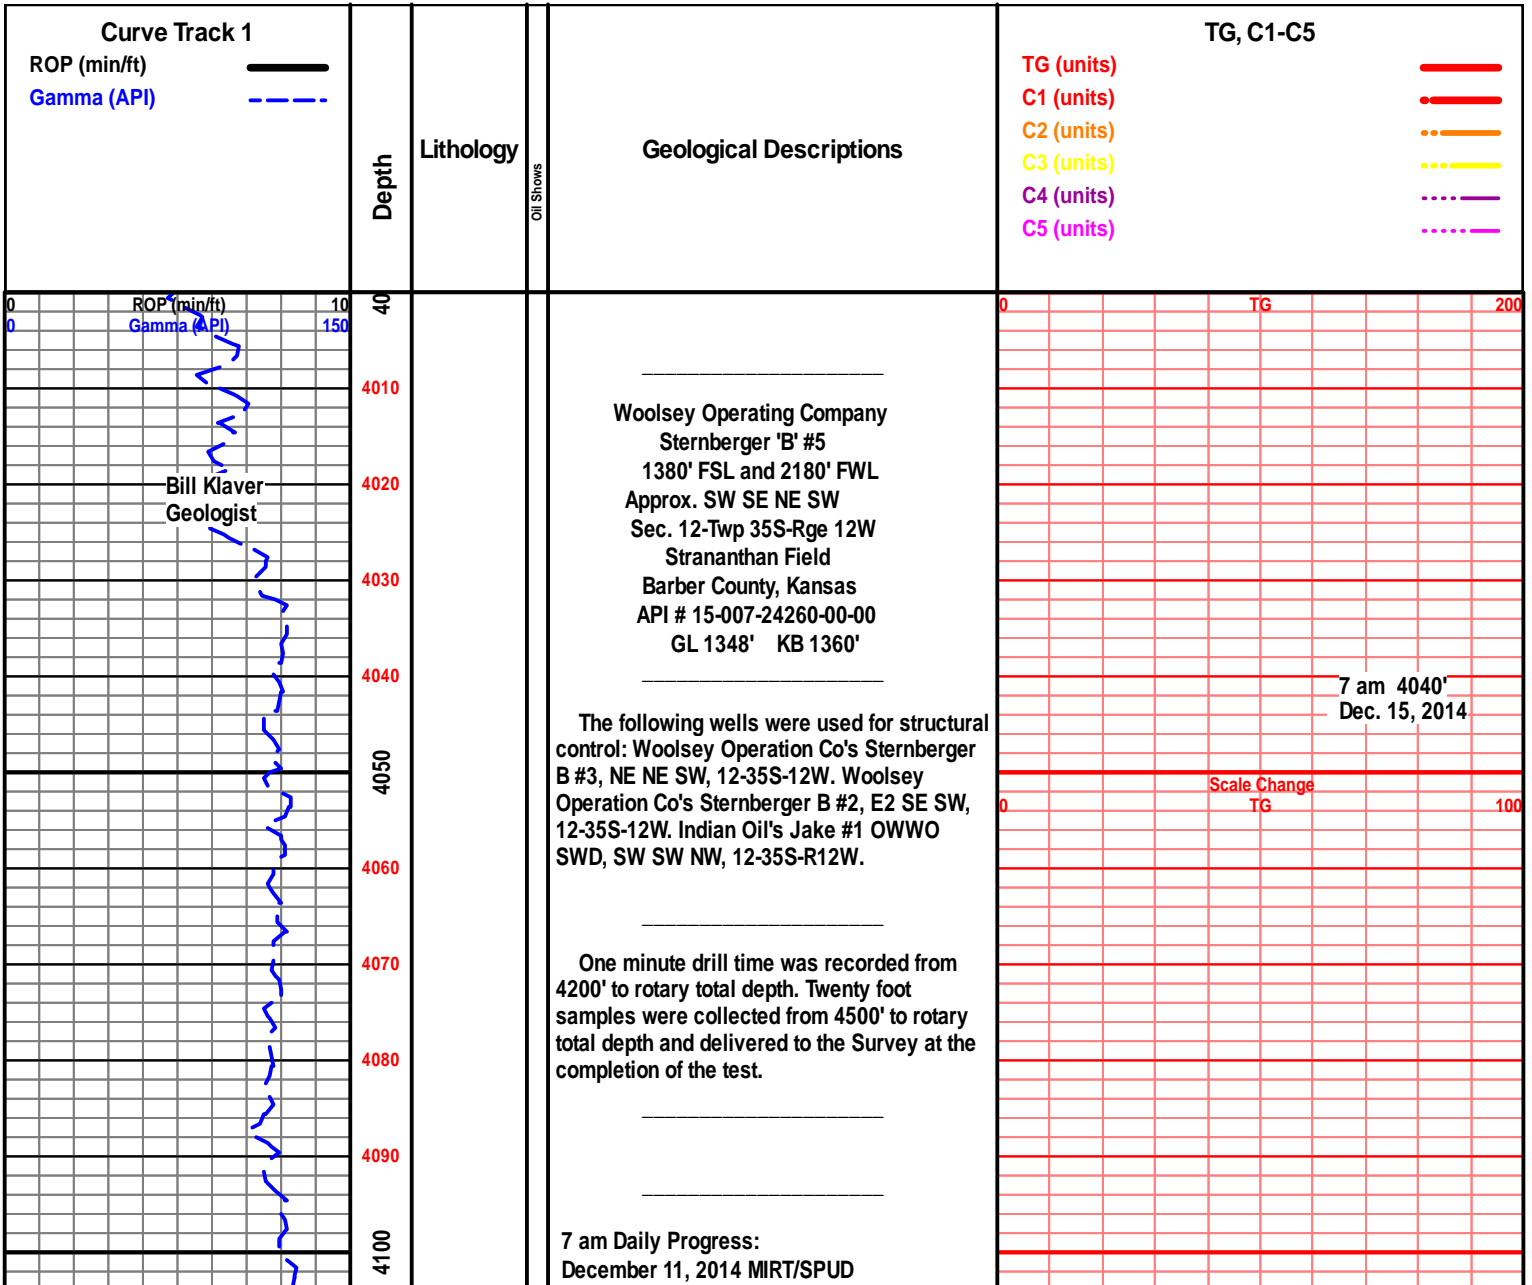 Curve Track 1
ROP (min/ft)
Gamma (API)
Depth
Lithology
Oil Shows
Geological Descriptions
TG, C1-C5
TG (units)
C1 (units)
C2 (units)
C3 (units)
C4 (units)
C5 (units)
0 ROP (min/ft) 10
0 Gamma (API) 150
40
0 TG 200
4010
Woolsey Operating Company
Sternberger 'B' #5
1380' FSL and 2180' FWL
Bill Klaver
Geologist
4020
Approx. SW SE NE SW
Sec. 12-Twp 35S-Rge 12W
Strananthan Field
4030
Barber County, Kansas
API # 15-007-24260-00-00
GL 1348' KB 1360'
4040
7 am 4040'
Dec. 15, 2014
The following wells were used for structural
control: Woolsey Operation Co's Sternberger
B #3, NE NE SW, 12-35S-12W. Woolsey
Operation Co's Sternberger B #2, E2 SE SW,
12-35S-12W. Indian Oil's Jake #1 OWWO
SWD, SW SW NW, 12-35S-R12W.
4050
Scale Change
0 TG 100
4060
4070
One minute drill time was recorded from
4200' to rotary total depth. Twenty foot
samples were collected from 4500' to rotary
total depth and delivered to the Survey at the
completion of the test.
4080
4090
4100
7 am Daily Progress:
December 11, 2014 MIRT/SPUD